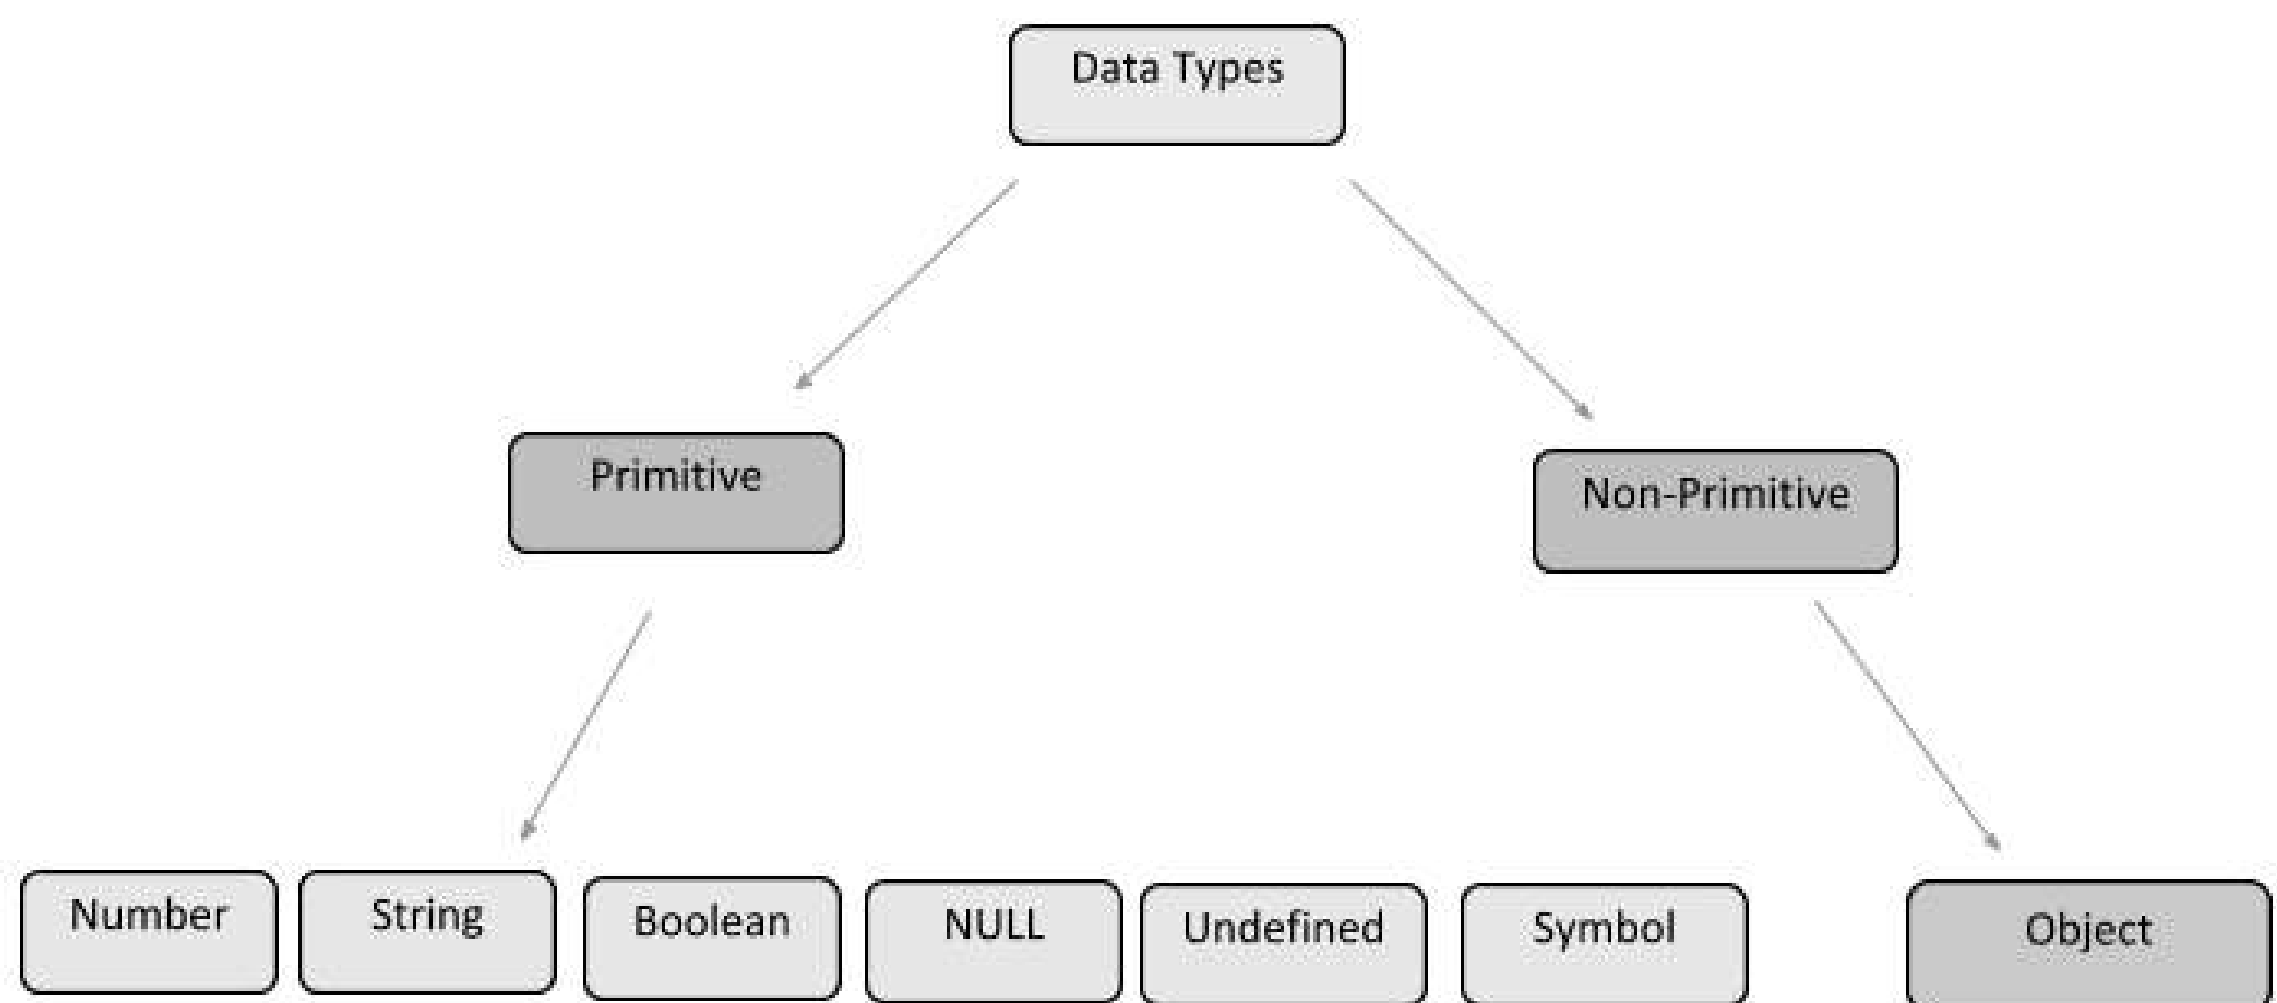 Data Types
Primitive
Non-Primitive
Number
String
Boolean
NULL
Undefined
Symbol
Object